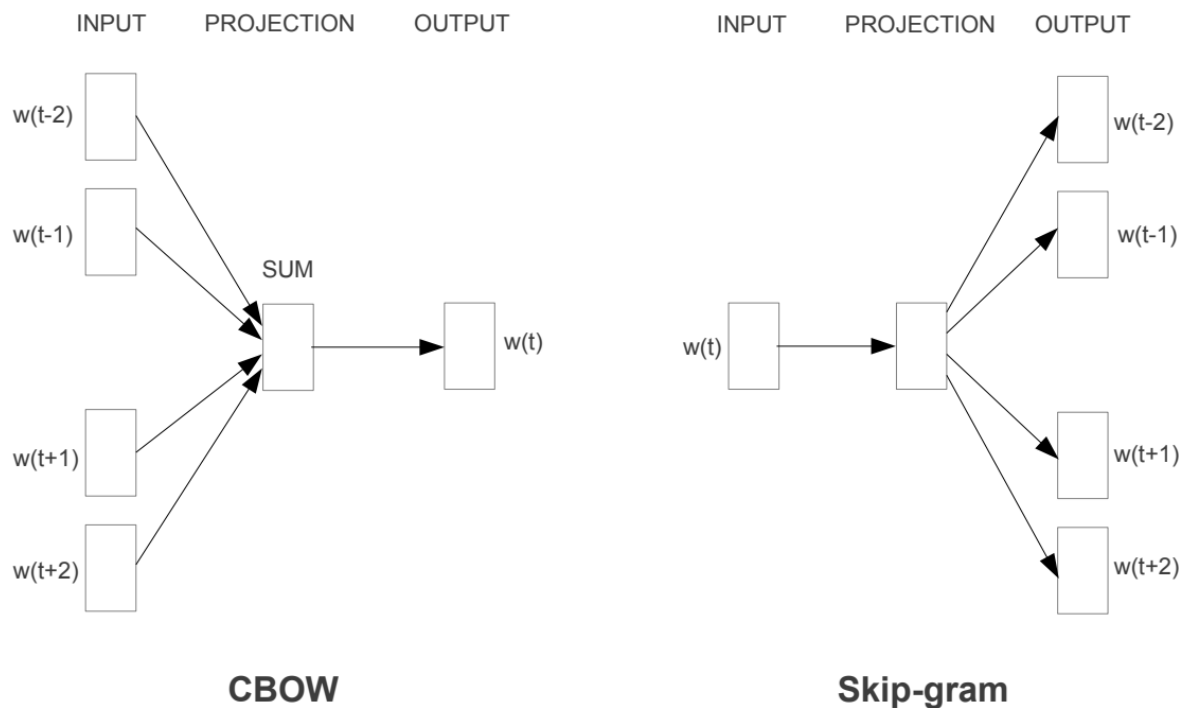 INPUT PROJECTION OUTPUT
w(t-2)
w(t-1)
SUM
w(t)
w(t+1)
w(t+2)
CBOW
INPUT PROJECTION OUTPUT
w(t-2)
w(t-1)
w(t)
w(t+1)
w(t+2)
Skip-gram